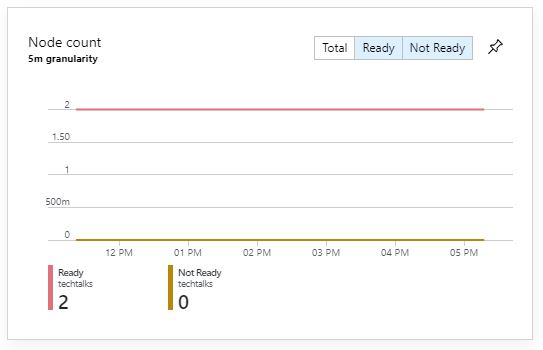 Node count
5m granularity
Total Ready Not Ready
2
1.50
1
500m
0
12 PM 01 PM 02 PM 03 PM 04 PM 05 PM
Ready
techtalks
2
Not Ready
techtalks
0